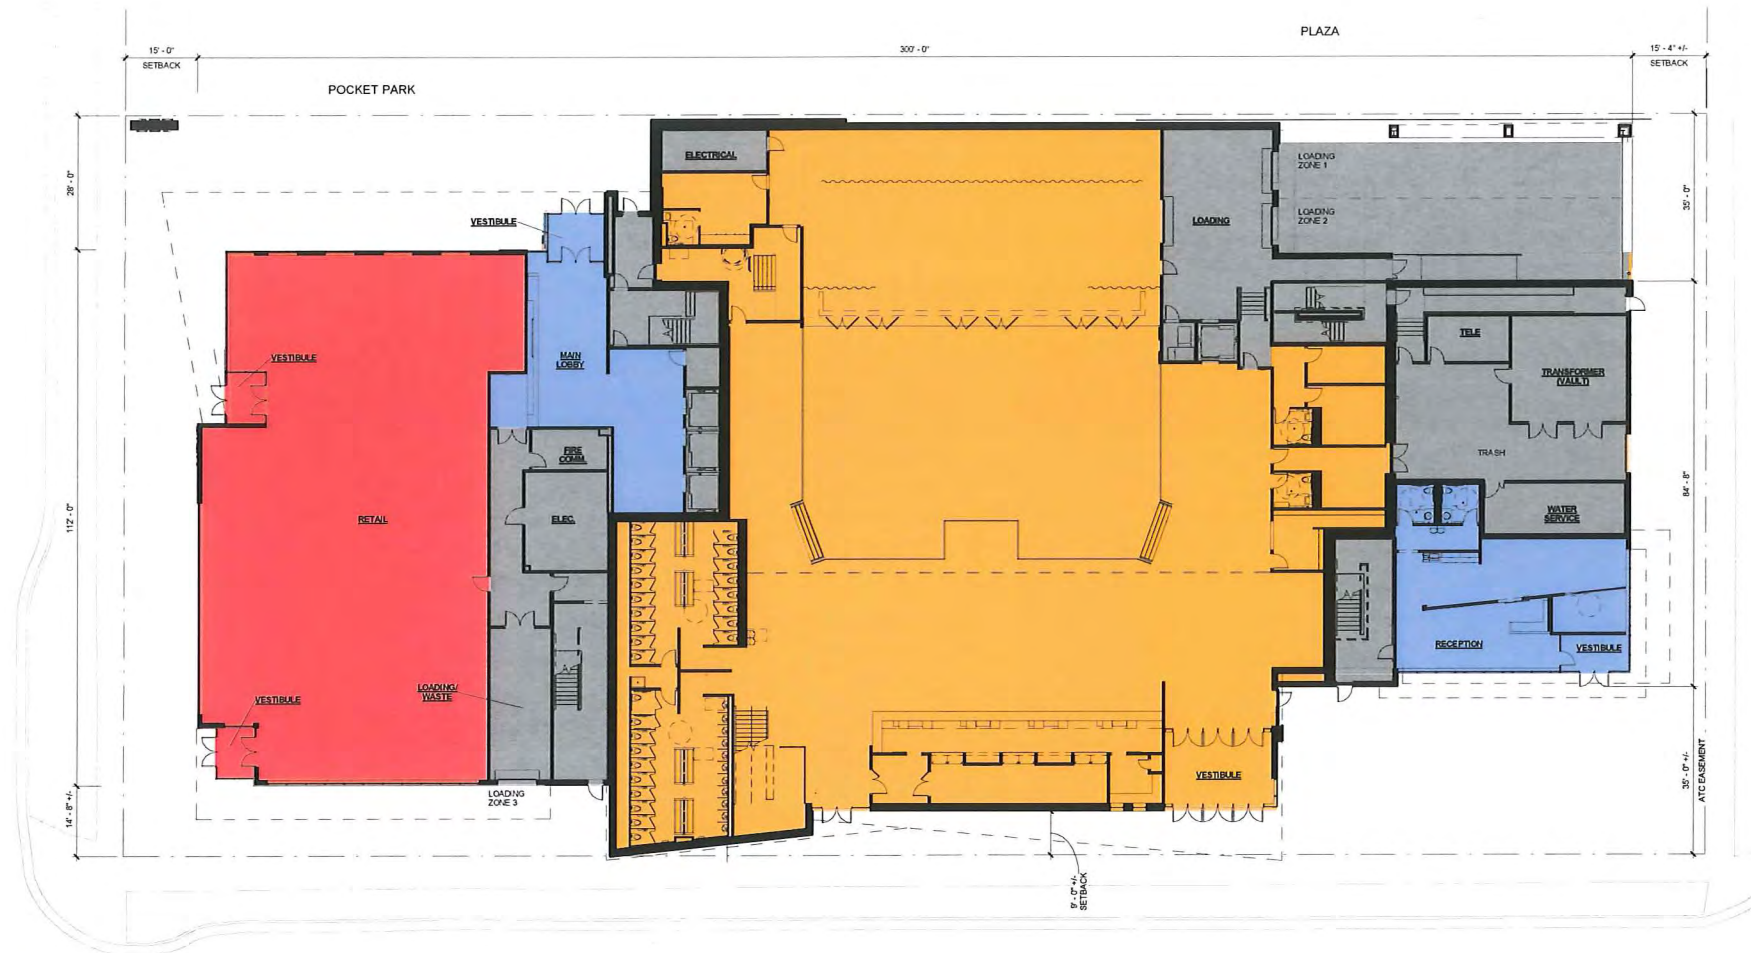 PLAZA
15' - 0"
300' - 0"
15' - 4" +/-
SETBACK
SETBACK
POCKET PARK
28' - 0"
35' - 0"
ELECTRICAL
LOADING
ZONE 1
LOADING
ZONE 2
LOADING
VESTIBULE
VESTIBULE
MAIN
LOBBY
TELE
TRANSFORMER
(VAULT)
FIRE
COMM.
TRASH
84' - 8"
112' - 0"
RETAIL
ELEC.
WATER
SERVICE
RECEPTION
VESTIBULE
LOADING/
WASTE
VESTIBULE
VESTIBULE
LOADING
ZONE 3
14' - 8" +/-
35' - 0" +/-
ATC EASEMENT
9' - 0" +/-
SETBACK